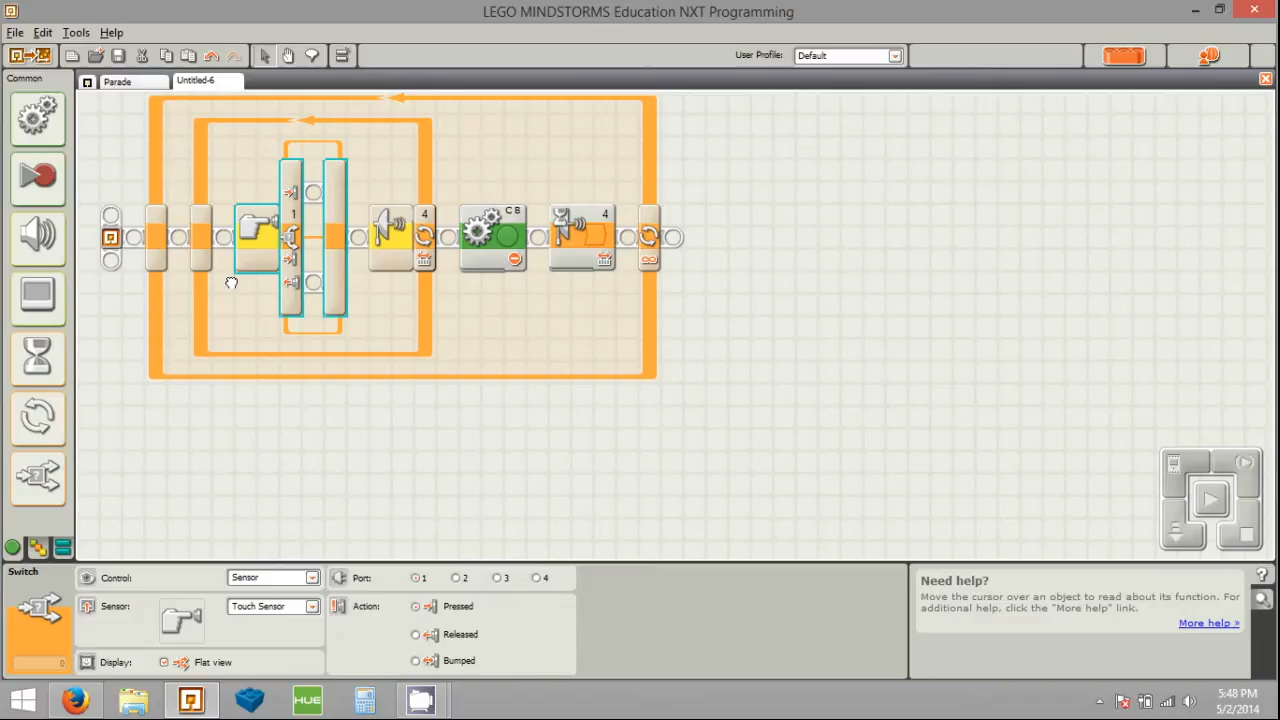 LEGO MINDSTORMS Education NXT Programming
File Edit Tools Help
User Profile: Default
Common
Parade Untitled-6
1
4
C B
4
Switch
Control: Sensor
Port: 1 2 3 4
Sensor: Touch Sensor
Action: Pressed
Released
Bumped
Display: Flat view
0
Need help?
Move the cursor over an object to read about its function. For
additional help, click the "More help" link.
More help »
HUE
5:48 PM
5/2/2014